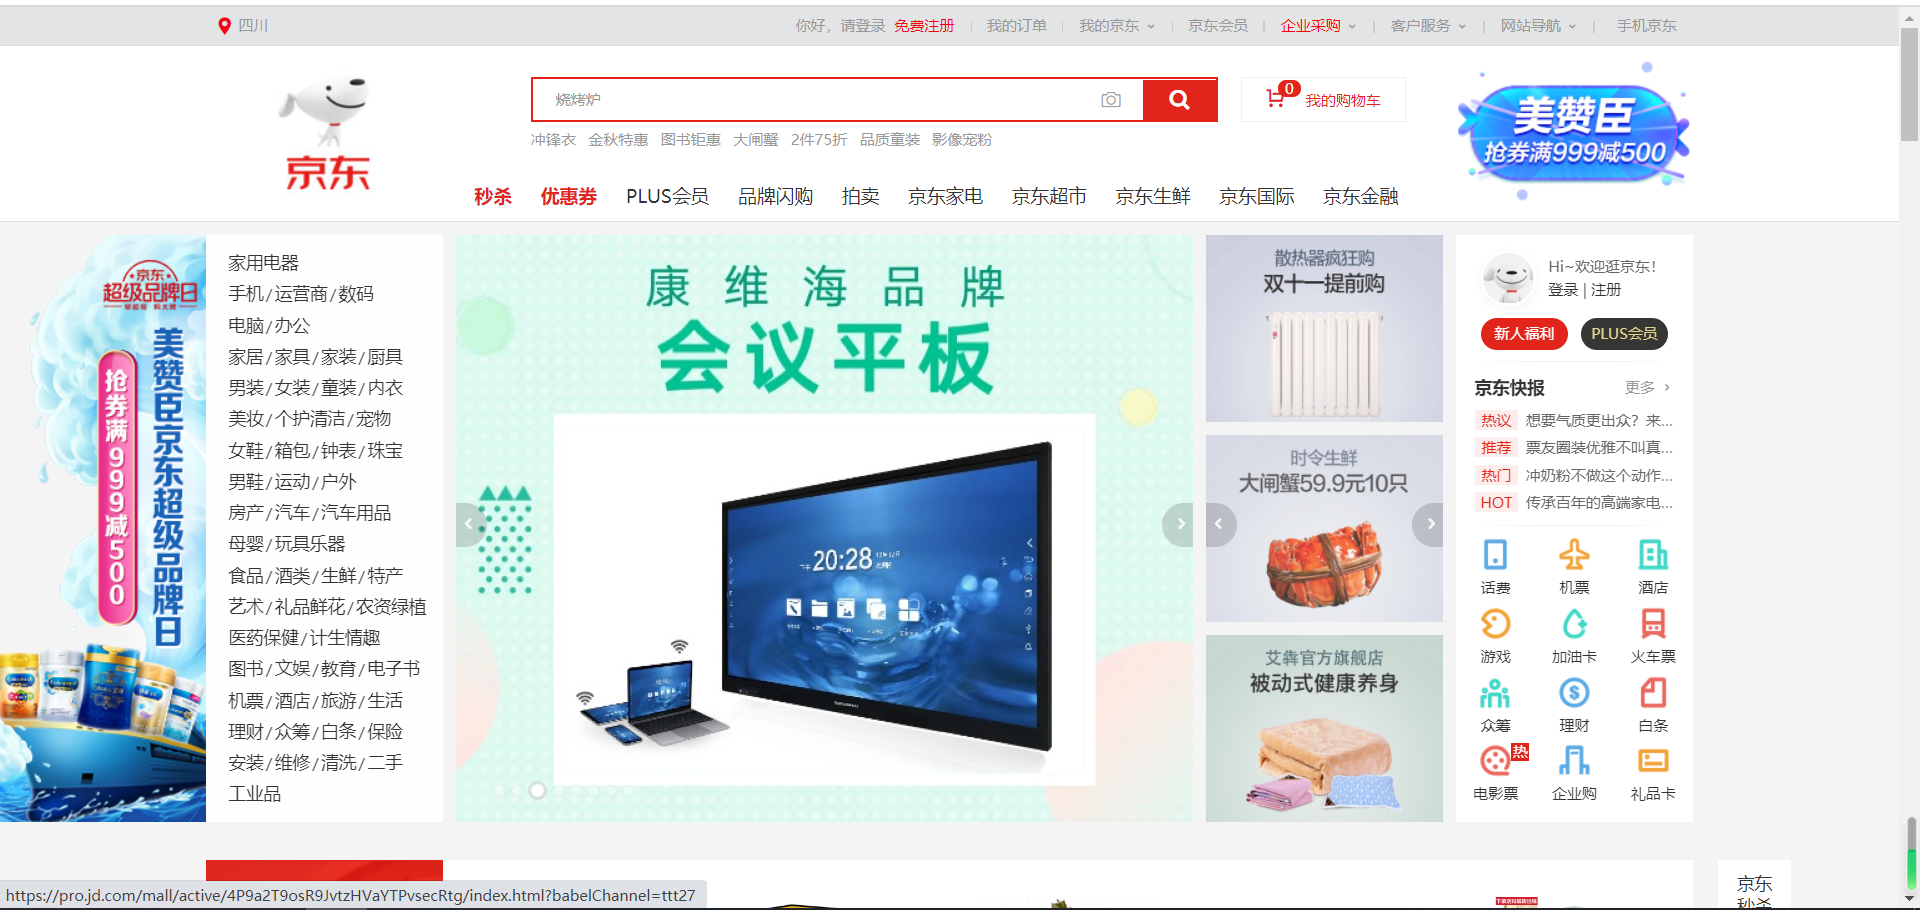 四川
你好，请登录 免费注册 我的订单 我的京东 京东会员 企业采购 客户服务 网站导航 手机京东
京东
烧烤炉
0 我的购物车
冲锋衣 金秋特惠 图书钜惠 大闸蟹 2件75折 品质童装 影像宠粉
秒杀 优惠券 PLUS会员 品牌闪购 拍卖 京东家电 京东超市 京东生鲜 京东国际 京东金融
美赞臣
抢券满999减500
京东
超级品牌日
美赞臣京东超级品牌日
抢券满999减500
家用电器
手机/运营商/数码
电脑/办公
家居/家具/家装/厨具
男装/女装/童装/内衣
美妆/个护清洁/宠物
女鞋/箱包/钟表/珠宝
男鞋/运动/户外
房产/汽车/汽车用品
母婴/玩具乐器
食品/酒类/生鲜/特产
艺术/礼品鲜花/农资绿植
医药保健/计生情趣
图书/文娱/教育/电子书
机票/酒店/旅游/生活
理财/众筹/白条/保险
安装/维修/清洗/二手
工业品
康维海品牌
会议平板
20:28
散热器疯狂购
双十一提前购
时令生鲜
大闸蟹59.9元10只
艾犇官方旗舰店
被动式健康养身
Hi~欢迎逛京东！
登录 | 注册
新人福利 PLUS会员
京东快报 更多
热议 想要气质更出众？来...
推荐 票友圈装优雅不叫真...
热门 冲奶粉不做这个动作...
HOT 传承百年的高端家电...
话费 机票 酒店
游戏 加油卡 火车票
众筹 理财 白条
热
电影票 企业购 礼品卡
京东
秒杀
https://pro.jd.com/mall/active/4P9a2T9osR9JvtzHVaYTPvsecRtg/index.html?babelChannel=ttt27